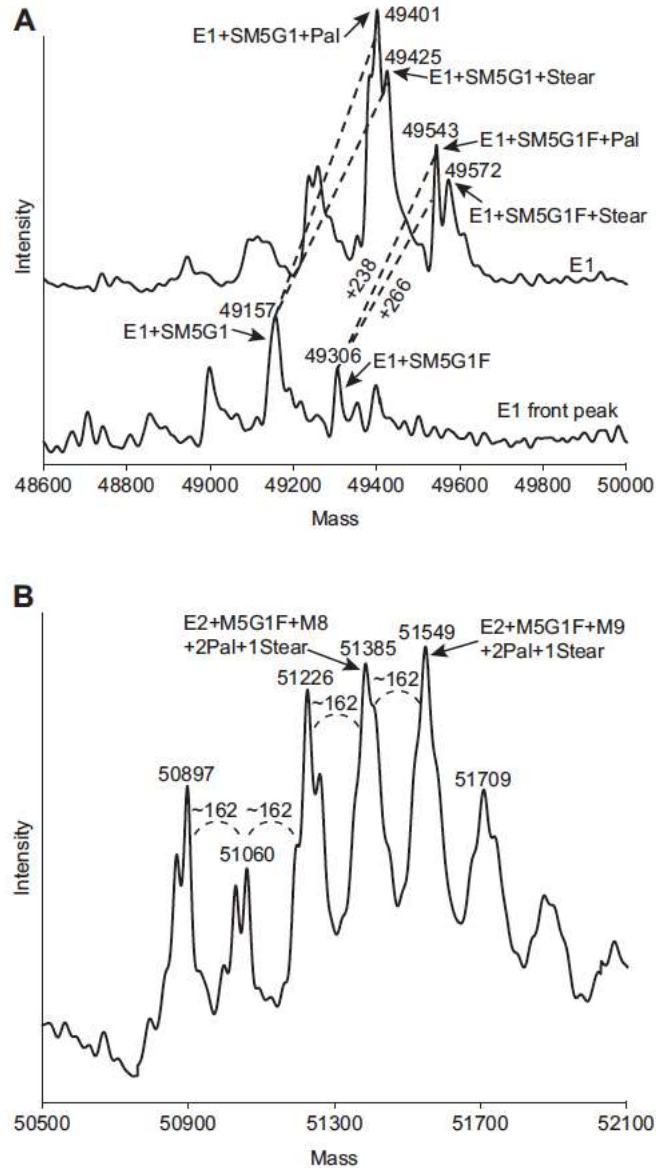 A
E1+SM5G1+Pal
49401
49425
E1+SM5G1+Stear
49543
E1+SM5G1F+Pal
49572
E1+SM5G1F+Stear
Intensity
+238
+266
E1
49157
E1+SM5G1
49306
E1+SM5G1F
E1 front peak
48600 48800 49000 49200 49400 49600 49800 50000
Mass
B
E2+M5G1F+M8
+2Pal+1Stear
51385
51549
E2+M5G1F+M9
+2Pal+1Stear
51226
~162
~162
50897
~162
~162
51060
51709
Intensity
50500 50900 51300 51700 52100
Mass